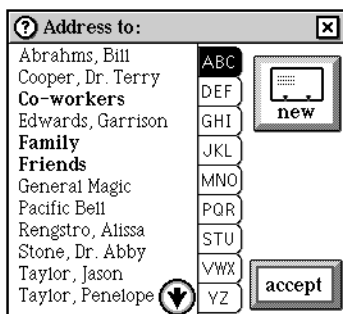 ? Address to: X
Abrahms, Bill
Cooper, Dr. Terry
Co-workers
Edwards, Garrison
Family
Friends
General Magic
Pacific Bell
Rengstro, Alissa
Stone, Dr. Abby
Taylor, Jason
Taylor, Penelope
ABC
DEF
GHI
JKL
MNO
PQR
STU
VWX
YZ
new
accept